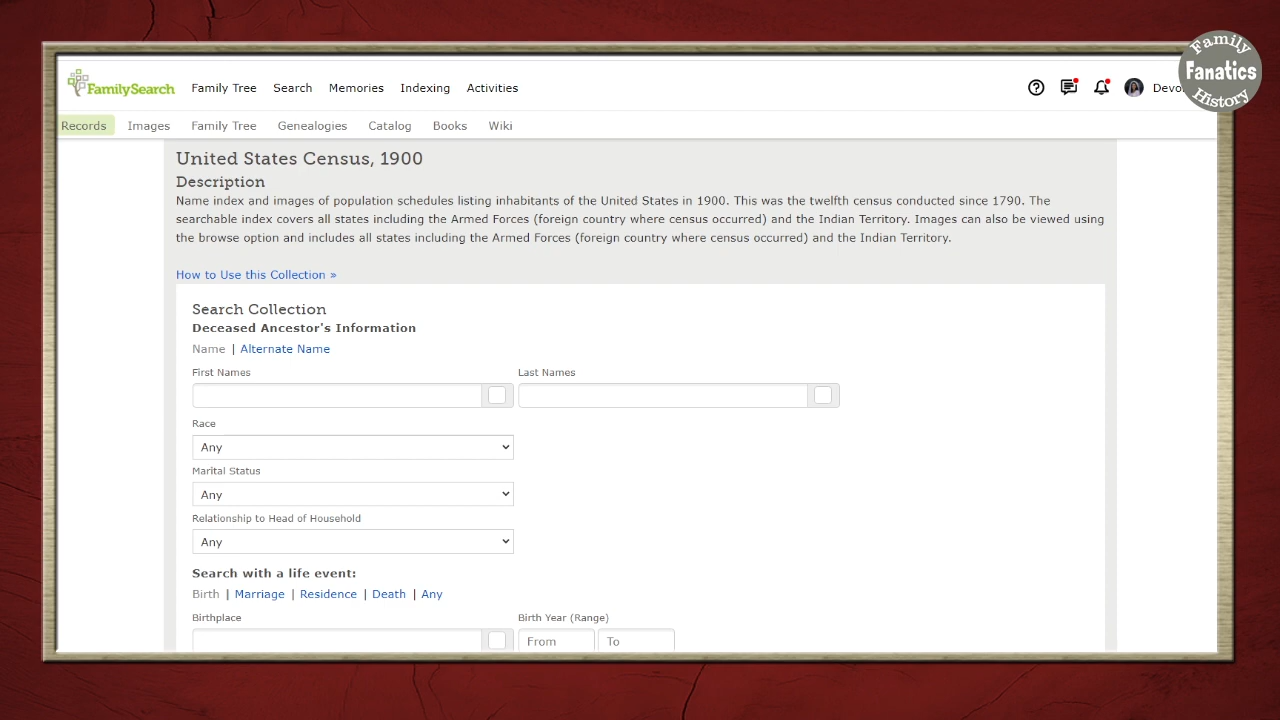 Family
Fanatics
History
FamilySearch Family Tree Search Memories Indexing Activities
Records Images Family Tree Genealogies Catalog Books Wiki
United States Census, 1900
Description
Name index and images of population schedules listing inhabitants of the United States in 1900. This was the twelfth census conducted since 1790. The
searchable index covers all states including the Armed Forces (foreign country where census occurred) and the Indian Territory. Images can also be viewed using
the browse option and includes all states including the Armed Forces (foreign country where census occurred) and the Indian Territory.
How to Use this Collection »
Search Collection
Deceased Ancestor's Information
Name | Alternate Name
First Names Last Names
Race
Any
Marital Status
Any
Relationship to Head of Household
Any
Search with a life event:
Birth | Marriage | Residence | Death | Any
Birthplace Birth Year (Range)
From To